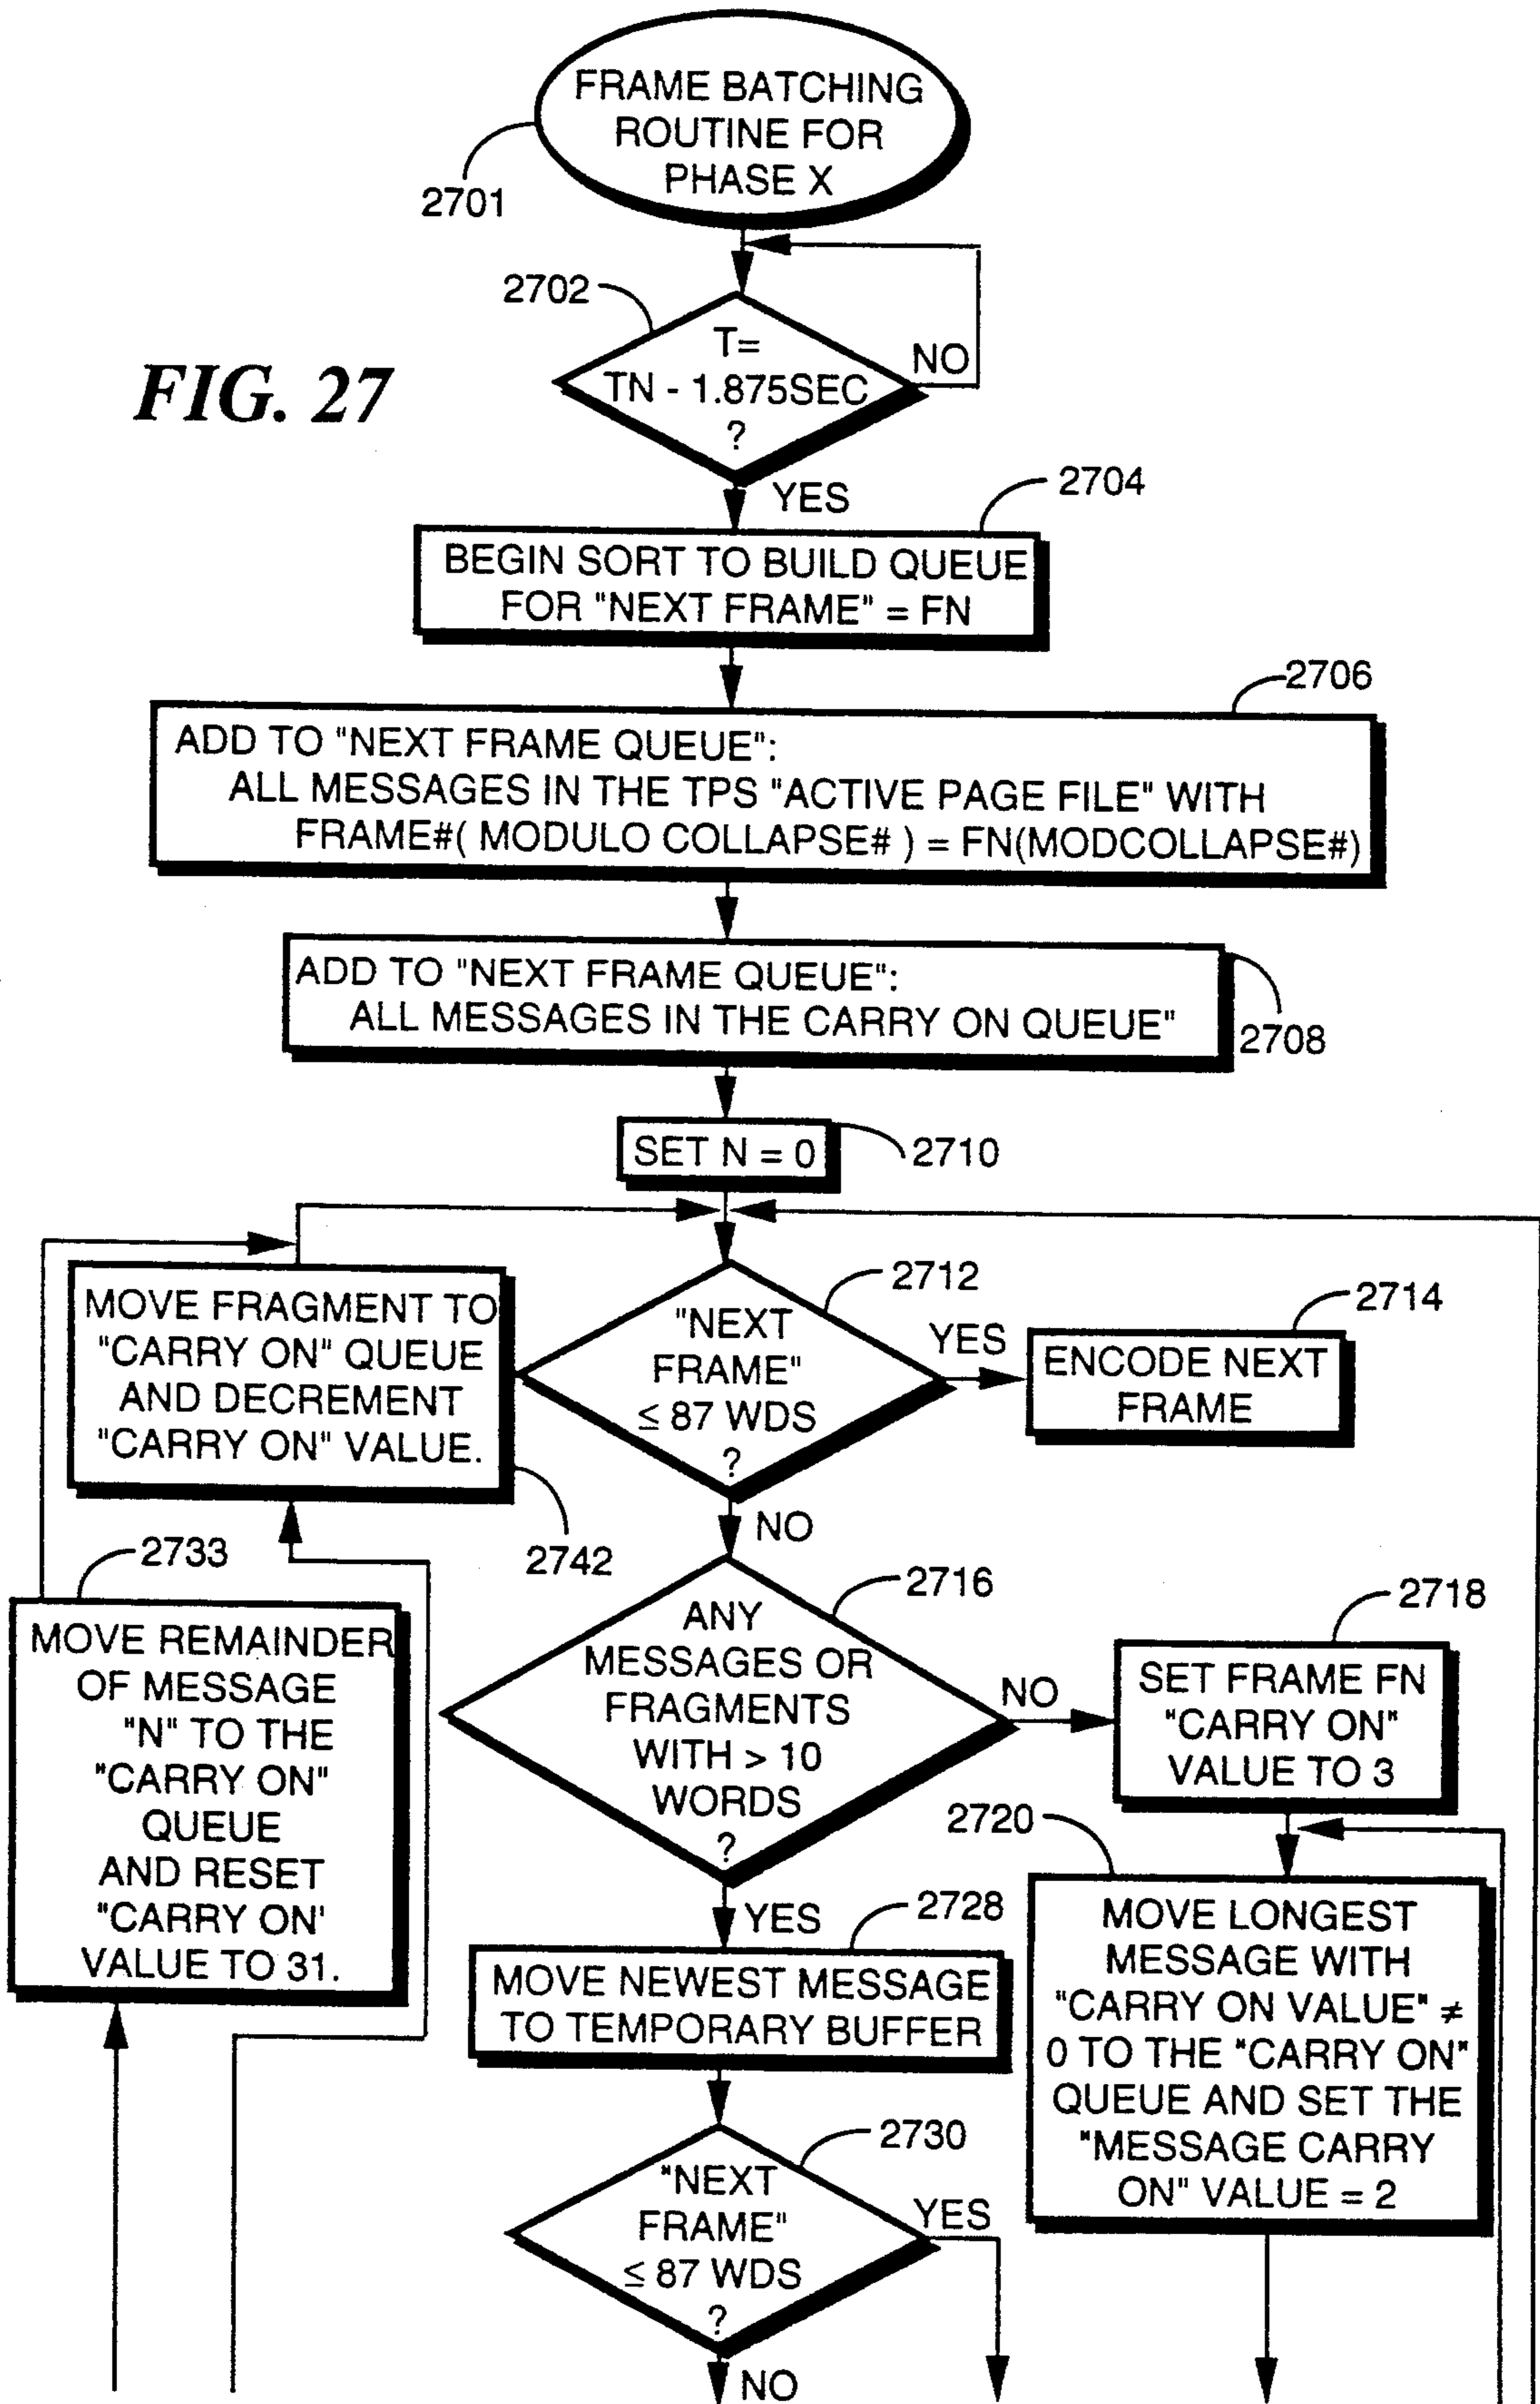 FRAME BATCHING
ROUTINE FOR
PHASE X
2701
2702
T=
TN - 1.875SEC
?
NO
FIG. 27
YES
2704
BEGIN SORT TO BUILD QUEUE
FOR "NEXT FRAME" = FN
2706
ADD TO "NEXT FRAME QUEUE":
ALL MESSAGES IN THE TPS "ACTIVE PAGE FILE" WITH
FRAME#( MODULO COLLAPSE# ) = FN(MODCOLLAPSE#)
ADD TO "NEXT FRAME QUEUE":
ALL MESSAGES IN THE CARRY ON QUEUE"
2708
SET N = 0
2710
MOVE FRAGMENT TO
"CARRY ON" QUEUE
AND DECREMENT
"CARRY ON" VALUE.
2742
2712
"NEXT
FRAME"
≤ 87 WDS
?
YES
2714
ENCODE NEXT
FRAME
NO
2733
MOVE REMAINDER
OF MESSAGE
"N" TO THE
"CARRY ON"
QUEUE
AND RESET
"CARRY ON'
VALUE TO 31.
2716
ANY
MESSAGES OR
FRAGMENTS
WITH > 10
WORDS
?
NO
2718
SET FRAME FN
"CARRY ON"
VALUE TO 3
YES
2728
MOVE NEWEST MESSAGE
TO TEMPORARY BUFFER
2720
MOVE LONGEST
MESSAGE WITH
"CARRY ON VALUE" ≠
0 TO THE "CARRY ON"
QUEUE AND SET THE
"MESSAGE CARRY
ON" VALUE = 2
2730
"NEXT
FRAME"
≤ 87 WDS
?
YES
NO